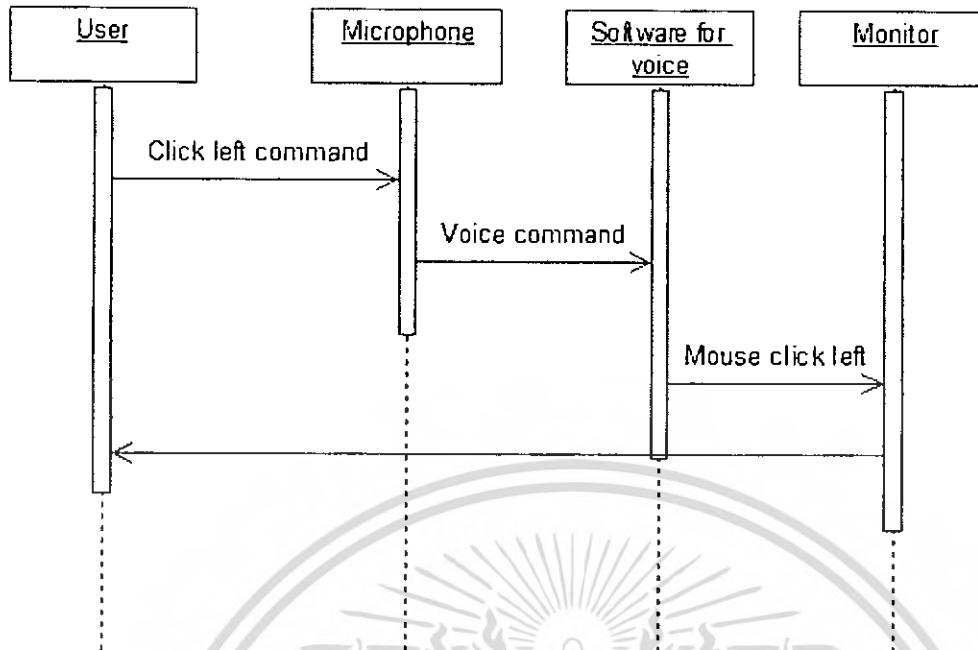 User
Microphone
Software for
voice
Monitor
Click left command
Voice command
Mouse click left